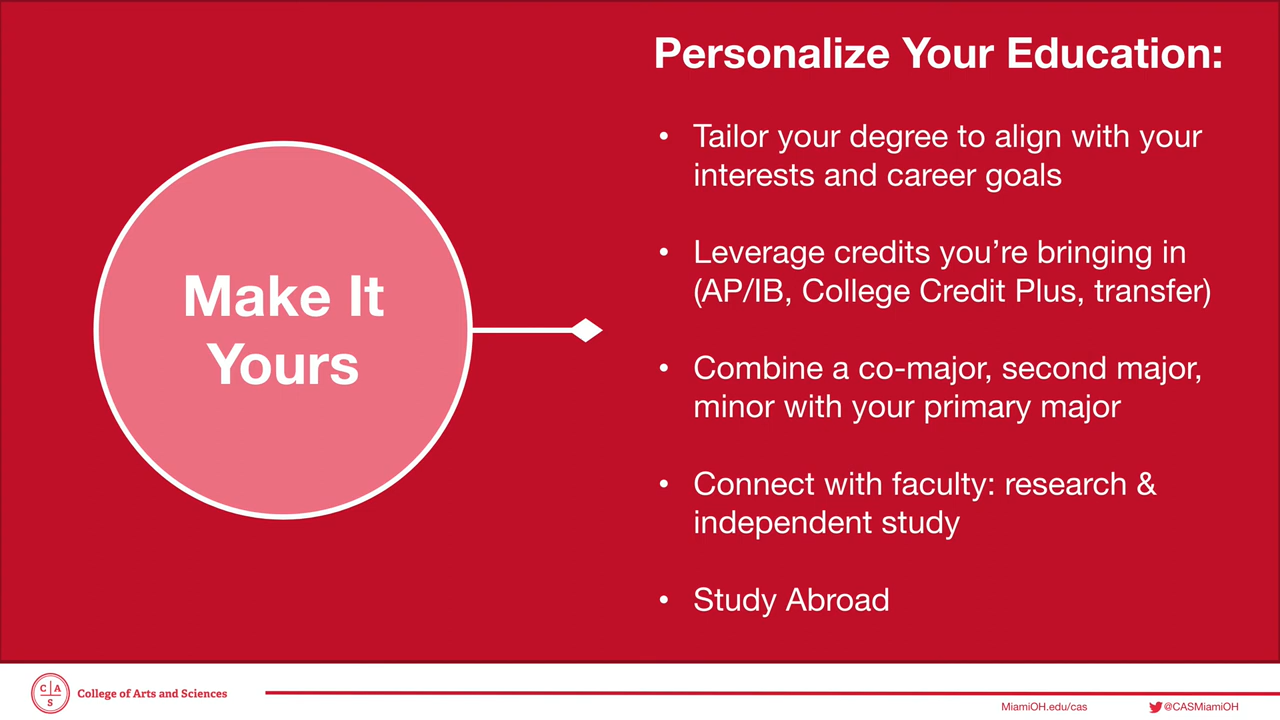 Make It
Yours
Personalize Your Education:
• Tailor your degree to align with your
interests and career goals
• Leverage credits you’re bringing in
(AP/IB, College Credit Plus, transfer)
• Combine a co-major, second major,
minor with your primary major
• Connect with faculty: research &
independent study
• Study Abroad
C A
S
College of Arts and Sciences
MiamiOH.edu/cas
@CASMiamiOH